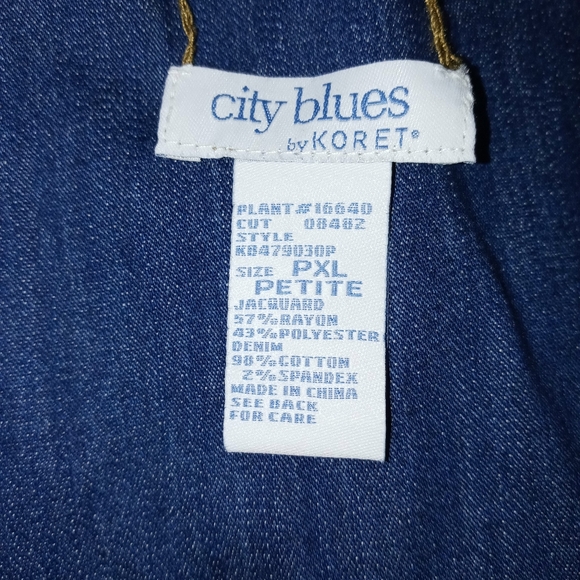 city blues
by KORET®
PLANT#16640
CUT 08482
STYLE
KB479030P
SIZE PXL
PETITE
JACQUARD
57%RAYON
43%POLYESTER
DENIM
98%COTTON
2%SPANDEX
MADE IN CHINA
SEE BACK
FOR CARE